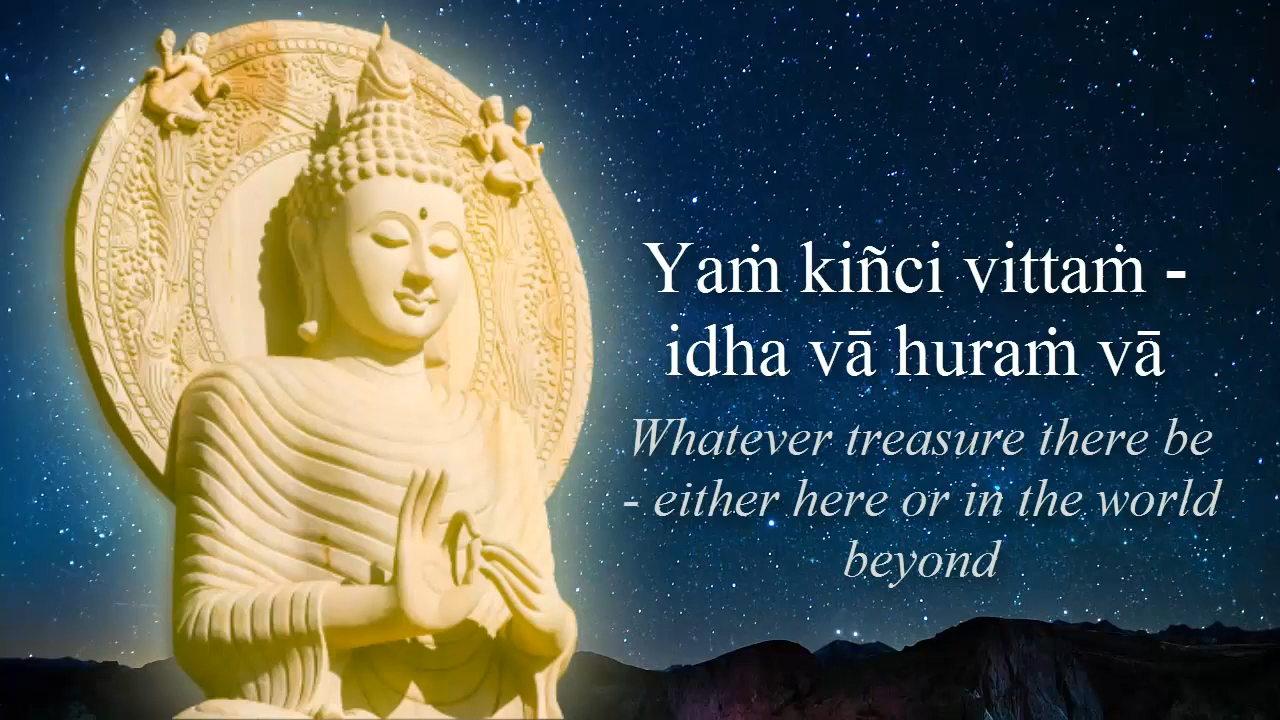 Yaṁ kiñci vittaṁ -
idha vā huraṁ vā
Whatever treasure there be
- either here or in the world
beyond